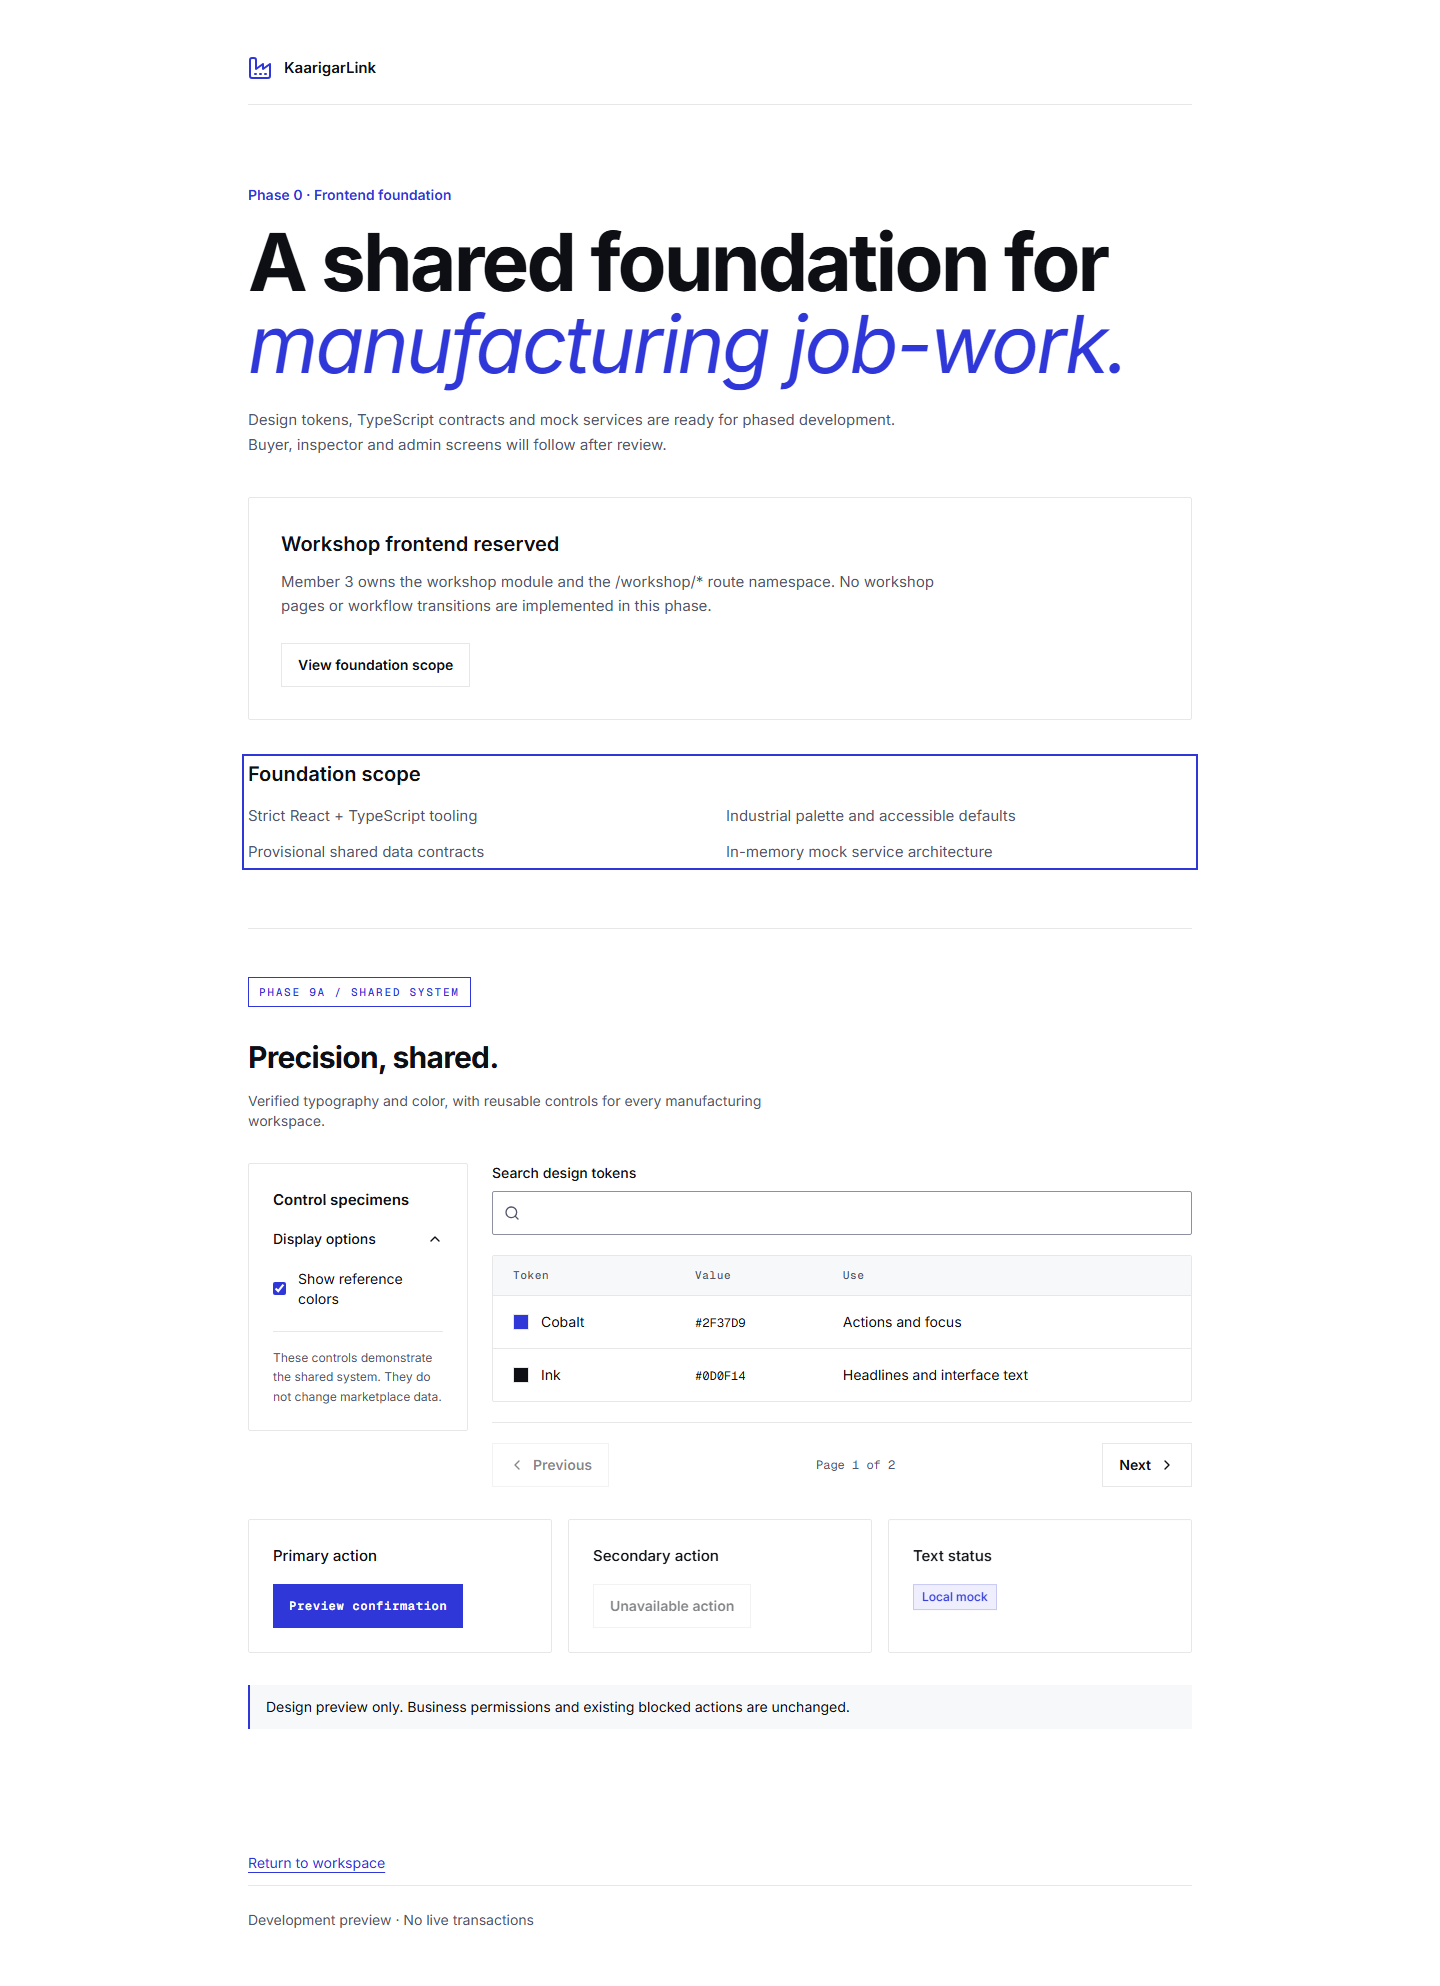 KaarigarLink
Phase 0 · Frontend foundation
A shared foundation for
manufacturing job-work.
Design tokens, TypeScript contracts and mock services are ready for phased development.
Buyer, inspector and admin screens will follow after review.
Workshop frontend reserved
Member 3 owns the workshop module and the /workshop/* route namespace. No workshop
pages or workflow transitions are implemented in this phase.
View foundation scope
Foundation scope
Strict React + TypeScript tooling
Industrial palette and accessible defaults
Provisional shared data contracts
In-memory mock service architecture
PHASE 9A / SHARED SYSTEM
Precision, shared.
Verified typography and color, with reusable controls for every manufacturing
workspace.
Control specimens
Display options
Show reference
colors
These controls demonstrate
the shared system. They do
not change marketplace data.
Search design tokens
Token Value Use
Cobalt #2F37D9 Actions and focus
Ink #0D0F14 Headlines and interface text
Previous Page 1 of 2 Next
Primary action
Preview confirmation
Secondary action
Unavailable action
Text status
Local mock
Design preview only. Business permissions and existing blocked actions are unchanged.
Return to workspace
Development preview · No live transactions